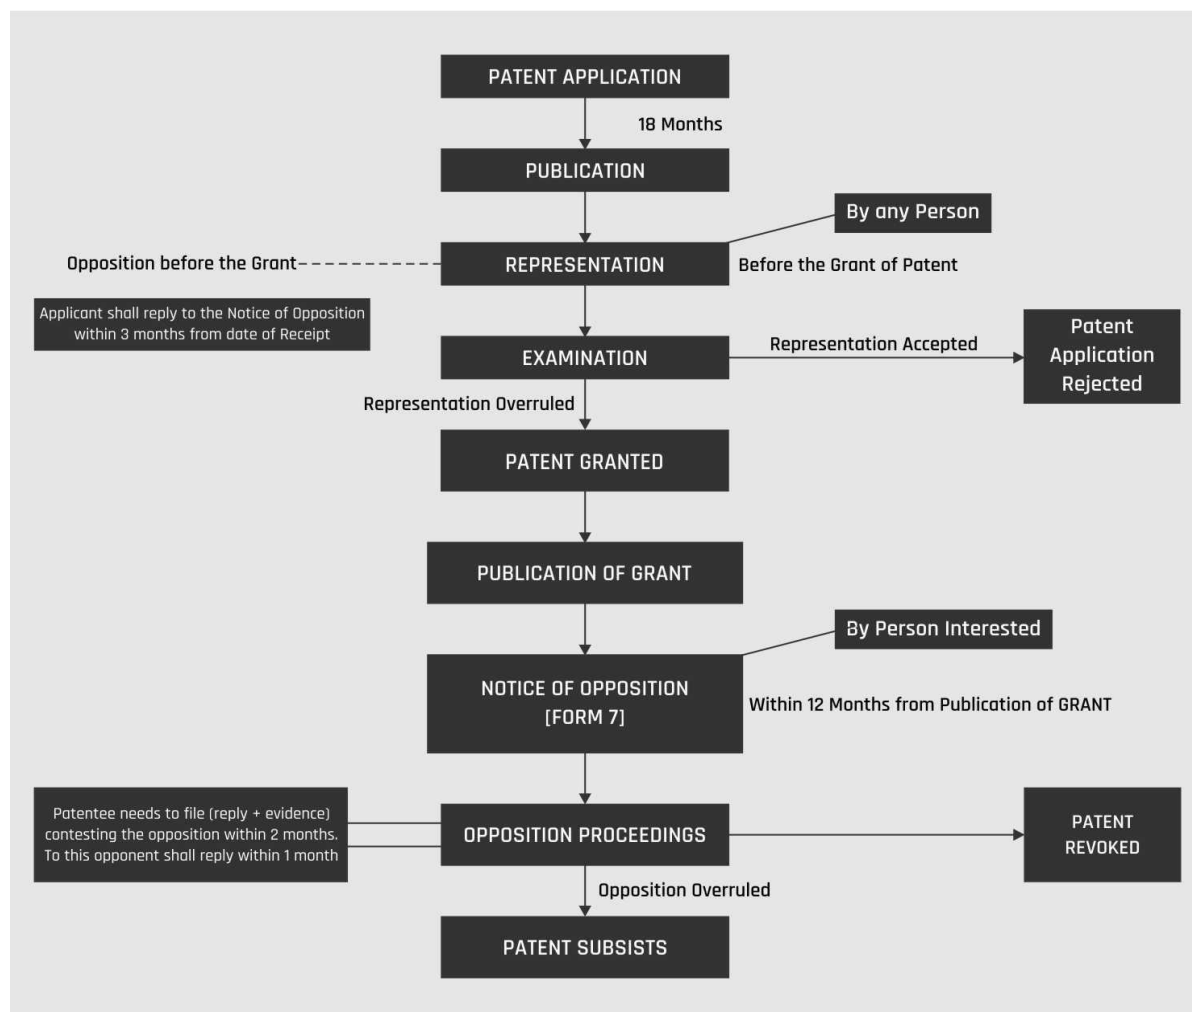 PATENT APPLICATION
18 Months
PUBLICATION
By any Person
Opposition before the Grant
REPRESENTATION
Before the Grant of Patent
Applicant shall reply to the Notice of Opposition
within 3 months from date of Receipt
EXAMINATION
Representation Accepted
Patent
Application
Rejected
Representation Overruled
PATENT GRANTED
PUBLICATION OF GRANT
By Person Interested
NOTICE OF OPPOSITION
[FORM 7]
Within 12 Months from Publication of GRANT
Patentee needs to file (reply + evidence)
contesting the opposition within 2 months.
To this opponent shall reply within 1 month
OPPOSITION PROCEEDINGS
PATENT
REVOKED
Opposition Overruled
PATENT SUBSISTS